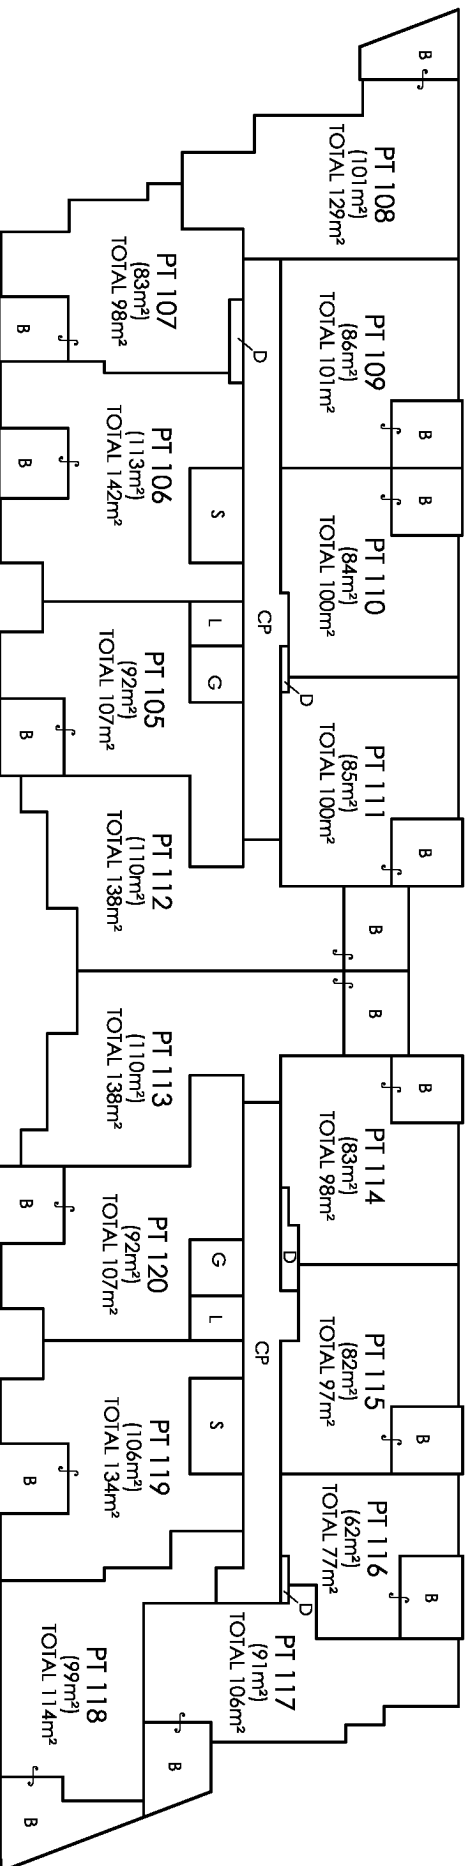 B
PT 108
(101m²)
TOTAL 129m²
PT 107
(83m²)
TOTAL 98m²
B
D
PT 109
(86m²)
TOTAL 101m²
B
PT 106
(113m²)
TOTAL 142m²
B
S
B
PT 110
(84m²)
TOTAL 100m²
CP
L
G
D
PT 105
(92m²)
TOTAL 107m²
B
PT 111
(85m²)
TOTAL 100m²
B
PT 112
(110m²)
TOTAL 138m²
B
B
PT 113
(110m²)
TOTAL 138m²
B
PT 114
(83m²)
TOTAL 98m²
D
B
PT 120
(92m²)
TOTAL 107m²
G
L
CP
PT 115
(82m²)
TOTAL 97m²
B
PT 119
(106m²)
TOTAL 134m²
S
B
PT 116
(62m²)
TOTAL 77m²
B
D
PT 117
(91m²)
TOTAL 106m²
B
PT 118
(99m²)
TOTAL 114m²
B